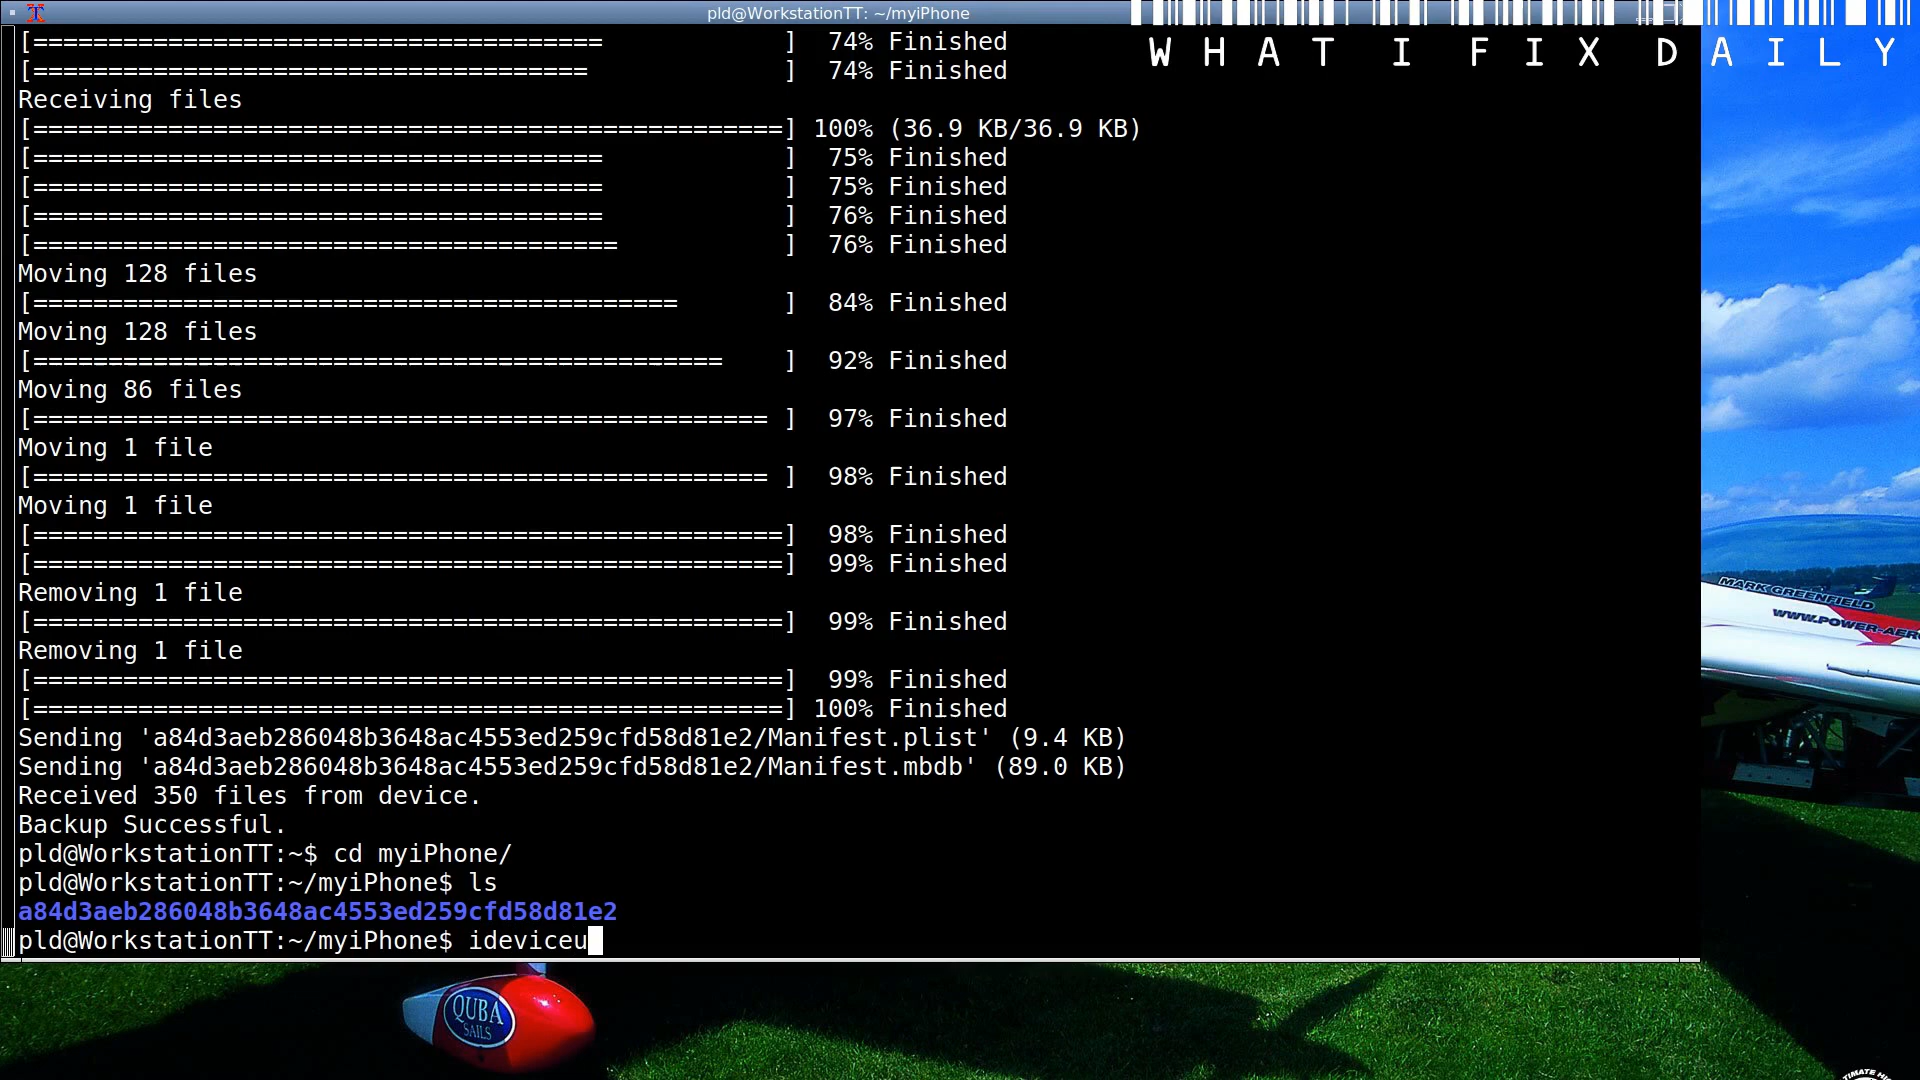 pld@WorkstationTT: ~/myiPhone
WHAT I FIX DAILY
[====================================== ] 74% Finished
[===================================== ] 74% Finished
Receiving files
[==================================================] 100% (36.9 KB/36.9 KB)
[====================================== ] 75% Finished
[====================================== ] 75% Finished
[====================================== ] 76% Finished
[======================================= ] 76% Finished
Moving 128 files
[=========================================== ] 84% Finished
Moving 128 files
[============================================== ] 92% Finished
Moving 86 files
[================================================= ] 97% Finished
Moving 1 file
[================================================= ] 98% Finished
Moving 1 file
[==================================================] 98% Finished
[==================================================] 99% Finished
Removing 1 file
[==================================================] 99% Finished
Removing 1 file
[==================================================] 99% Finished
[==================================================] 100% Finished
Sending 'a84d3aeb286048b3648ac4553ed259cfd58d81e2/Manifest.plist' (9.4 KB)
Sending 'a84d3aeb286048b3648ac4553ed259cfd58d81e2/Manifest.mbdb' (89.0 KB)
Received 350 files from device.
Backup Successful.
pld@WorkstationTT:~$ cd myiPhone/
pld@WorkstationTT:~/myiPhone$ ls
a84d3aeb286048b3648ac4553ed259cfd58d81e2
pld@WorkstationTT:~/myiPhone$ ideviceu
MARK GREENFIELD
WWW.POWER-AERO
QUBA
SAILS